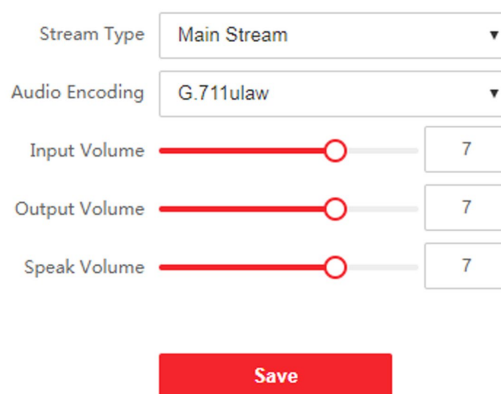 Stream Type Main Stream
Audio Encoding G.711ulaw
Input Volume 7
Output Volume 7
Speak Volume 7
Save